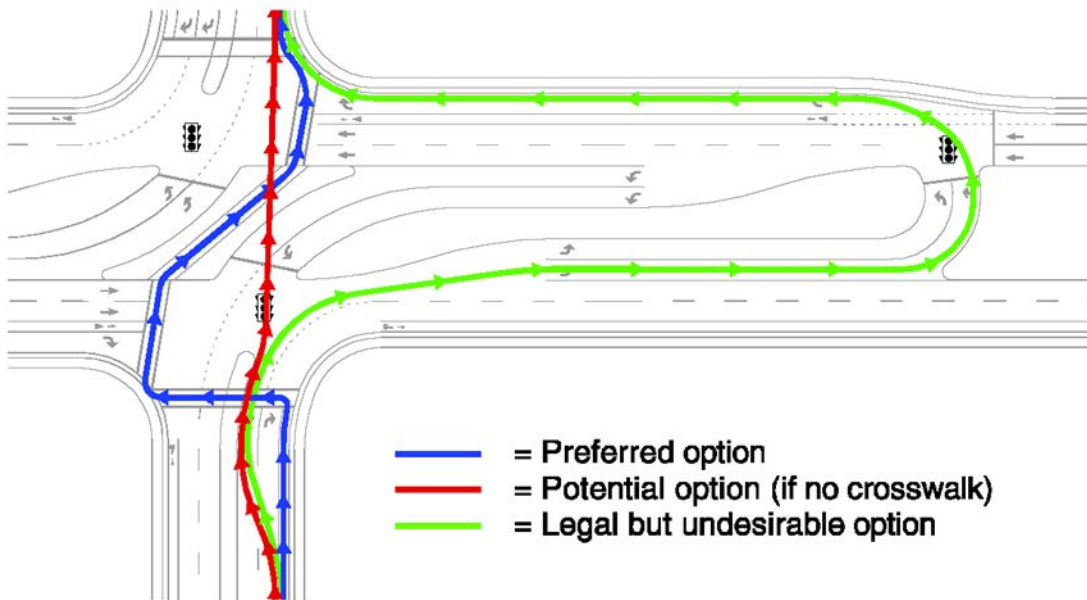 = Preferred option
= Potential option (if no crosswalk)
= Legal but undesirable option